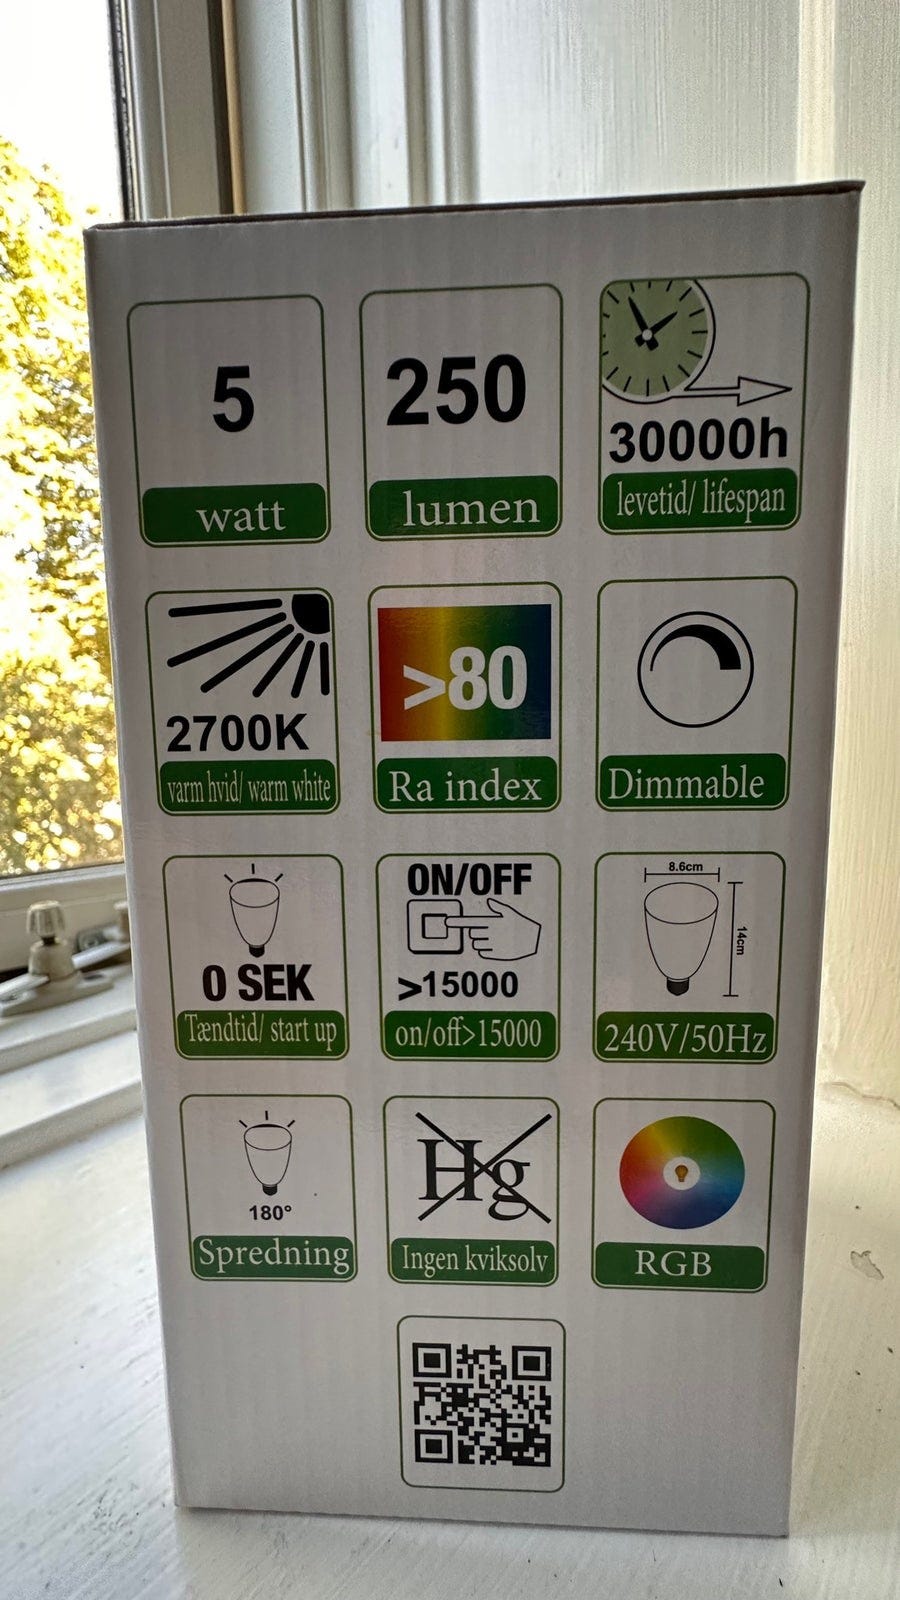 5
watt
250
lumen
30000h
levetid/ lifespan
2700K
varm hvid/ warm white
>80
Ra index
Dimmable
0 SEK
Tændtid/ start up
ON/OFF
>15000
on/off>15000
8.6cm
14cm
240V/50Hz
180°
Spredning
Hg
Ingen kviksolv
RGB